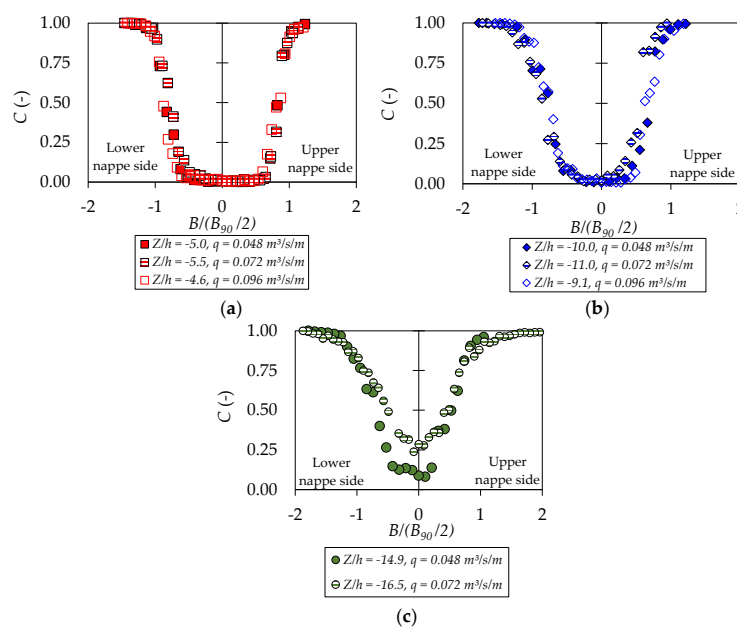 1.00
0.75
0.50
0.25
0.00
C (-)
Lower
nappe side
Upper
nappe side
-2
-1
0
1
2
B/(B90/2)
Z/h = -5.0, q = 0.048 m³/s/m
Z/h = -5.5, q = 0.072 m³/s/m
Z/h = -4.6, q = 0.096 m³/s/m
(a)
1.00
0.75
0.50
0.25
0.00
C (-)
Lower
nappe side
Upper
nappe side
-2
-1
0
1
2
B/(B90/2)
Z/h = -10.0, q = 0.048 m³/s/m
Z/h = -11.0, q = 0.072 m³/s/m
Z/h = -9.1, q = 0.096 m³/s/m
(b)
1.00
0.75
0.50
0.25
0.00
C (-)
Lower
nappe side
Upper
nappe side
-2
-1
0
1
2
B/(B90/2)
Z/h = -14.9, q = 0.048 m³/s/m
Z/h = -16.5, q = 0.072 m³/s/m
(c)